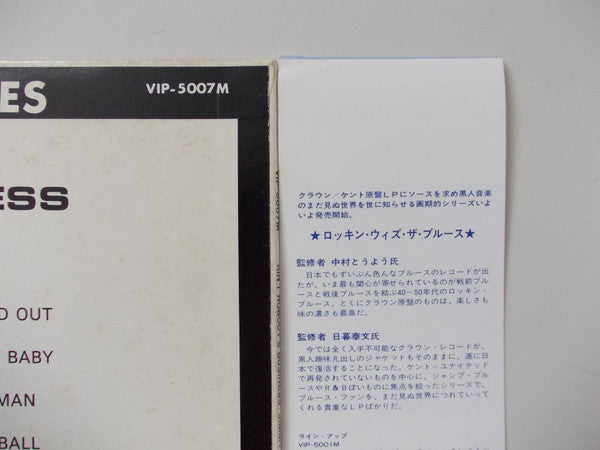 ES
VIP-5007M
ESS
D OUT
BABY
MAN
BALL
VIP-5007M
クラウン／ケント原盤LPにソースを求め黒人音楽
のまだ見ぬ世界を世に知らせる画期的シリーズいよ
いよ発売開始。
★ロッキン・ウィズ・ザ・ブルース★
監修者 中村とうよう氏
日本でもずいぶん色んなブルースのレコードが出
たが、いま最も関心が寄せられているのが戦前ブルー
スと戦後ブルースを結ぶ40〜50年代のロッキン・
ブルース。とくにクラウン原盤のものは、楽しさも
味の濃さも最高だ。
監修者 日暮泰文氏
今では全く入手不可能なクラウン・レコードが、
黒人趣味丸出しのジャケットもそのままに、遂に日
本で復活することになった。ケント＝ユナイテッド
で再発されていないものを中心に、ジャンプ・ブルー
スやR＆Bぽいものに焦点を絞ったシリーズで、
ブルース・ファンを、まだ見ぬ世界につれていって
くれる貴重なLPばかりだ。
ライン・アップ
VIP-5001M